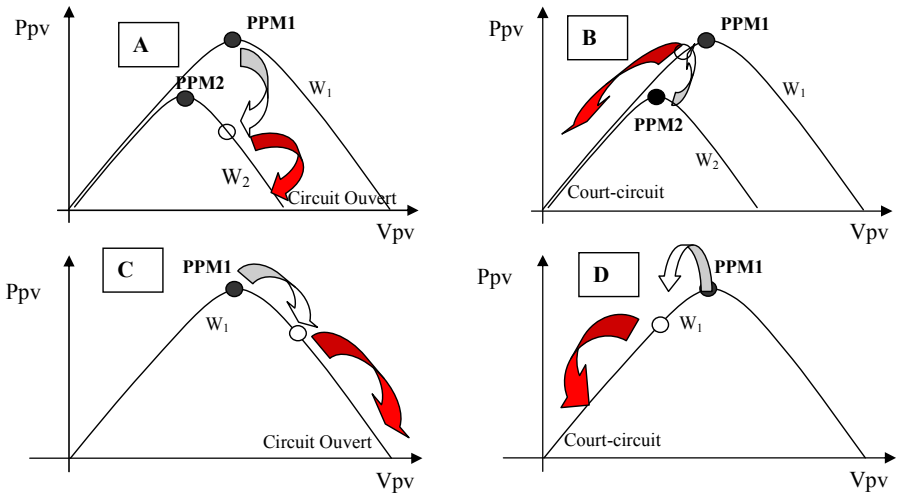 Ppv
A
PPM1
PPM2
W1
W2
Circuit Ouvert
Vpv
Ppv
B
PPM1
PPM2
W1
W2
Court-circuit
Vpv
Ppv
C
PPM1
W1
Circuit Ouvert
Vpv
Ppv
D
PPM1
W1
Court-circuit
Vpv